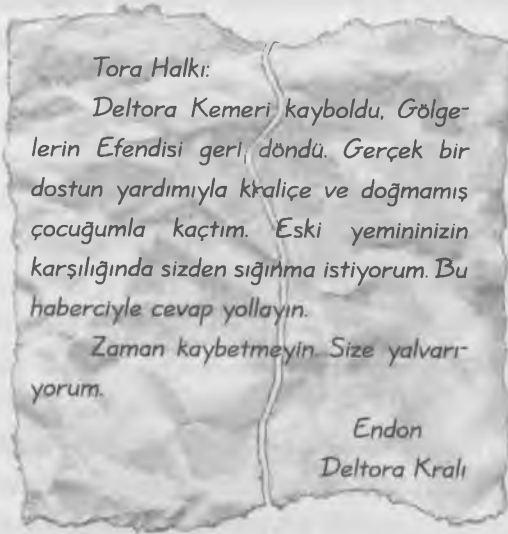 Tora Halkı:
Deltora Kemeri kayboldu, Gölge-
lerin Efendisi geri döndü. Gerçek bir
dostun yardımıyla kraliçe ve doğmamış
çocuğumla kaçtım. Eski yemininizin
karşılığında sizden sığınma istiyorum. Bu
haberciyle cevap yollayın.
Zaman kaybetmeyin. Size yalvarı-
yorum.
Endon
Deltora Kralı